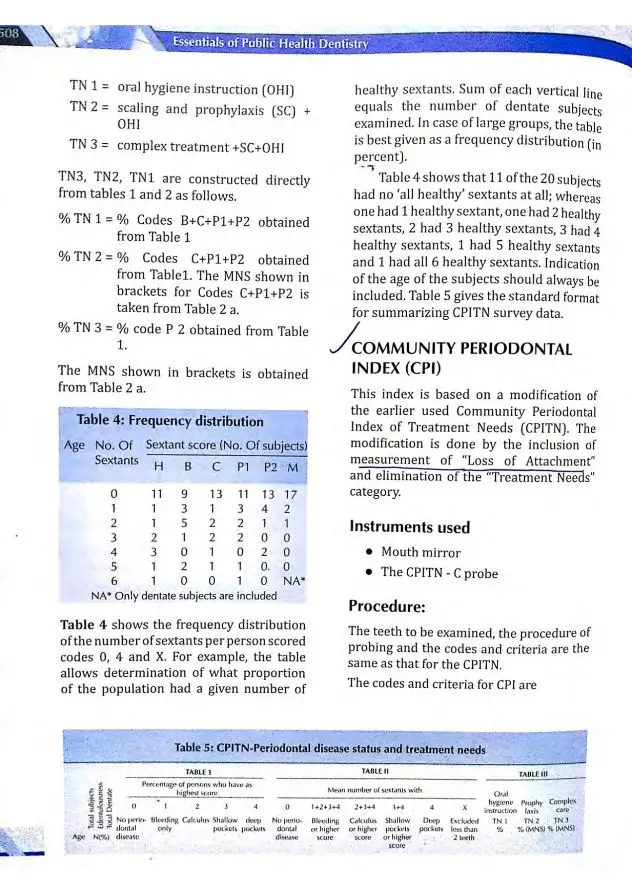 508
Essentials of Public Health Dentistry
TN 1 = oral hygiene instruction (OHI)
TN 2 = scaling and prophylaxis (SC) +
OHI
TN 3 = complex treatment +SC+OHI
TN3, TN2, TN1 are constructed directly
from tables 1 and 2 as follows.
% TN 1 = % Codes B+C+P1+P2 obtained
from Table 1
% TN 2 = % Codes C+P1+P2 obtained
from Table1. The MNS shown in
brackets for Codes C+P1+P2 is
taken from Table 2 a.
% TN 3 = % code P 2 obtained from Table
1.
The MNS shown in brackets is obtained
from Table 2 a.
Table 4: Frequency distribution
Age No. Of Sextant score (No. Of subjects)
Sextants H B C P1 P2 M
0 11 9 13 11 13 17
1 1 3 1 3 4 2
2 1 5 2 2 1 1
3 2 1 2 2 0 0
4 3 0 1 0 2 0
5 1 2 1 1 0. 0
6 1 0 0 1 0 NA*
NA* Only dentate subjects are included
Table 4 shows the frequency distribution
of the number of sextants per person scored
codes 0, 4 and X. For example, the table
allows determination of what proportion
of the population had a given number of
healthy sextants. Sum of each vertical line
equals the number of dentate subjects
examined. In case of large groups, the table
is best given as a frequency distribution (in
percent).
Table 4 shows that 11 of the 20 subjects
had no 'all healthy' sextants at all; whereas
one had 1 healthy sextant, one had 2 healthy
sextants, 2 had 3 healthy sextants, 3 had 4
healthy sextants, 1 had 5 healthy sextants
and 1 had all 6 healthy sextants. Indication
of the age of the subjects should always be
included. Table 5 gives the standard format
for summarizing CPITN survey data.
COMMUNITY PERIODONTAL
INDEX (CPI)
This index is based on a modification of
the earlier used Community Periodontal
Index of Treatment Needs (CPITN). The
modification is done by the inclusion of
measurement of "Loss of Attachment"
and elimination of the "Treatment Needs"
category.
Instruments used
• Mouth mirror
• The CPITN - C probe
Procedure:
The teeth to be examined, the procedure of
probing and the codes and criteria are the
same as that for the CPITN.
The codes and criteria for CPI are
Table 5: CPITN-Periodontal disease status and treatment needs
TABLE 1 TABLE II TABLE III
Percentage of persons who have as
highest score
Mean number of sextants with
Total subjects
Edentulousness
Total Dentate
0 1 2 3 4 0 1+2+3+4 2+3+4 3+4 4 X
Oral
hygiene
instruction
Prophy
laxis
Complex
care
No perio- Bleeding Calculus Shallow deep No perio- Bleeding Calculus Shallow Deep Excluded TN 1 TN 2 TN 3
dontal only pockets pockets dontal or higher or higher pockets pockets less than % % (MNS) % (MNS)
Age N(%) disease disease score score or higher 2 teeth
score